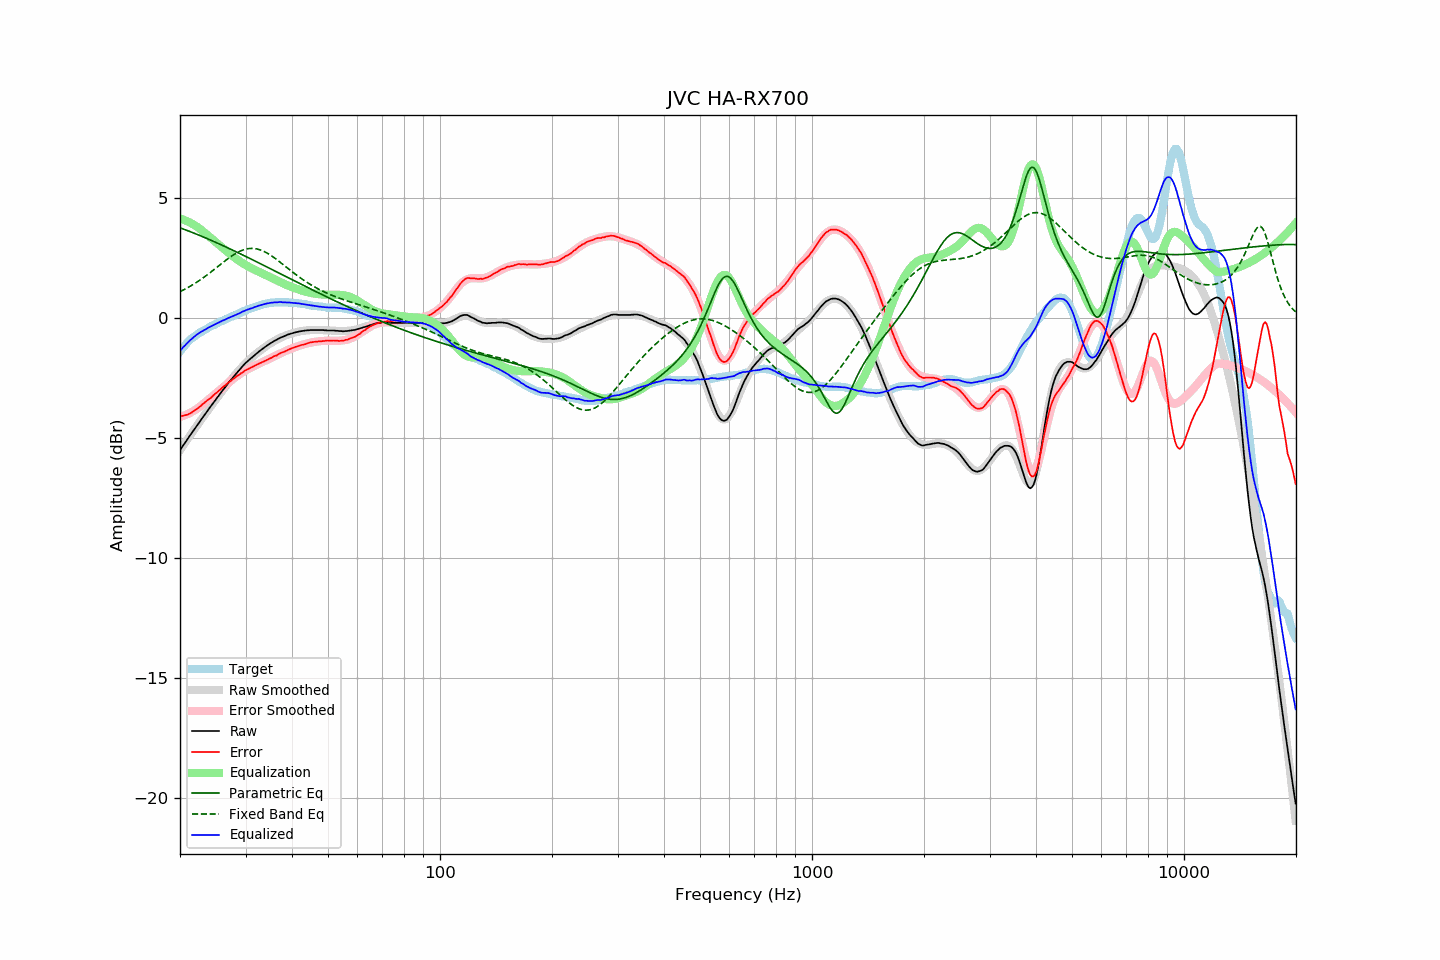 JVC HA-RX700
Amplitude (dBr)
5
0
−5
−10
−15
−20
Target
Raw Smoothed
Error Smoothed
Raw
Error
Equalization
Parametric Eq
Fixed Band Eq
Equalized
100
1000
10000
Frequency (Hz)